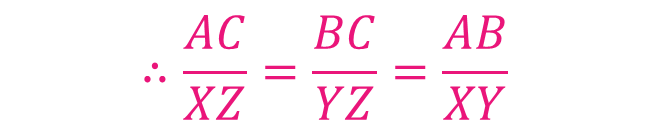 ∴ AC/XZ = BC/YZ = AB/XY